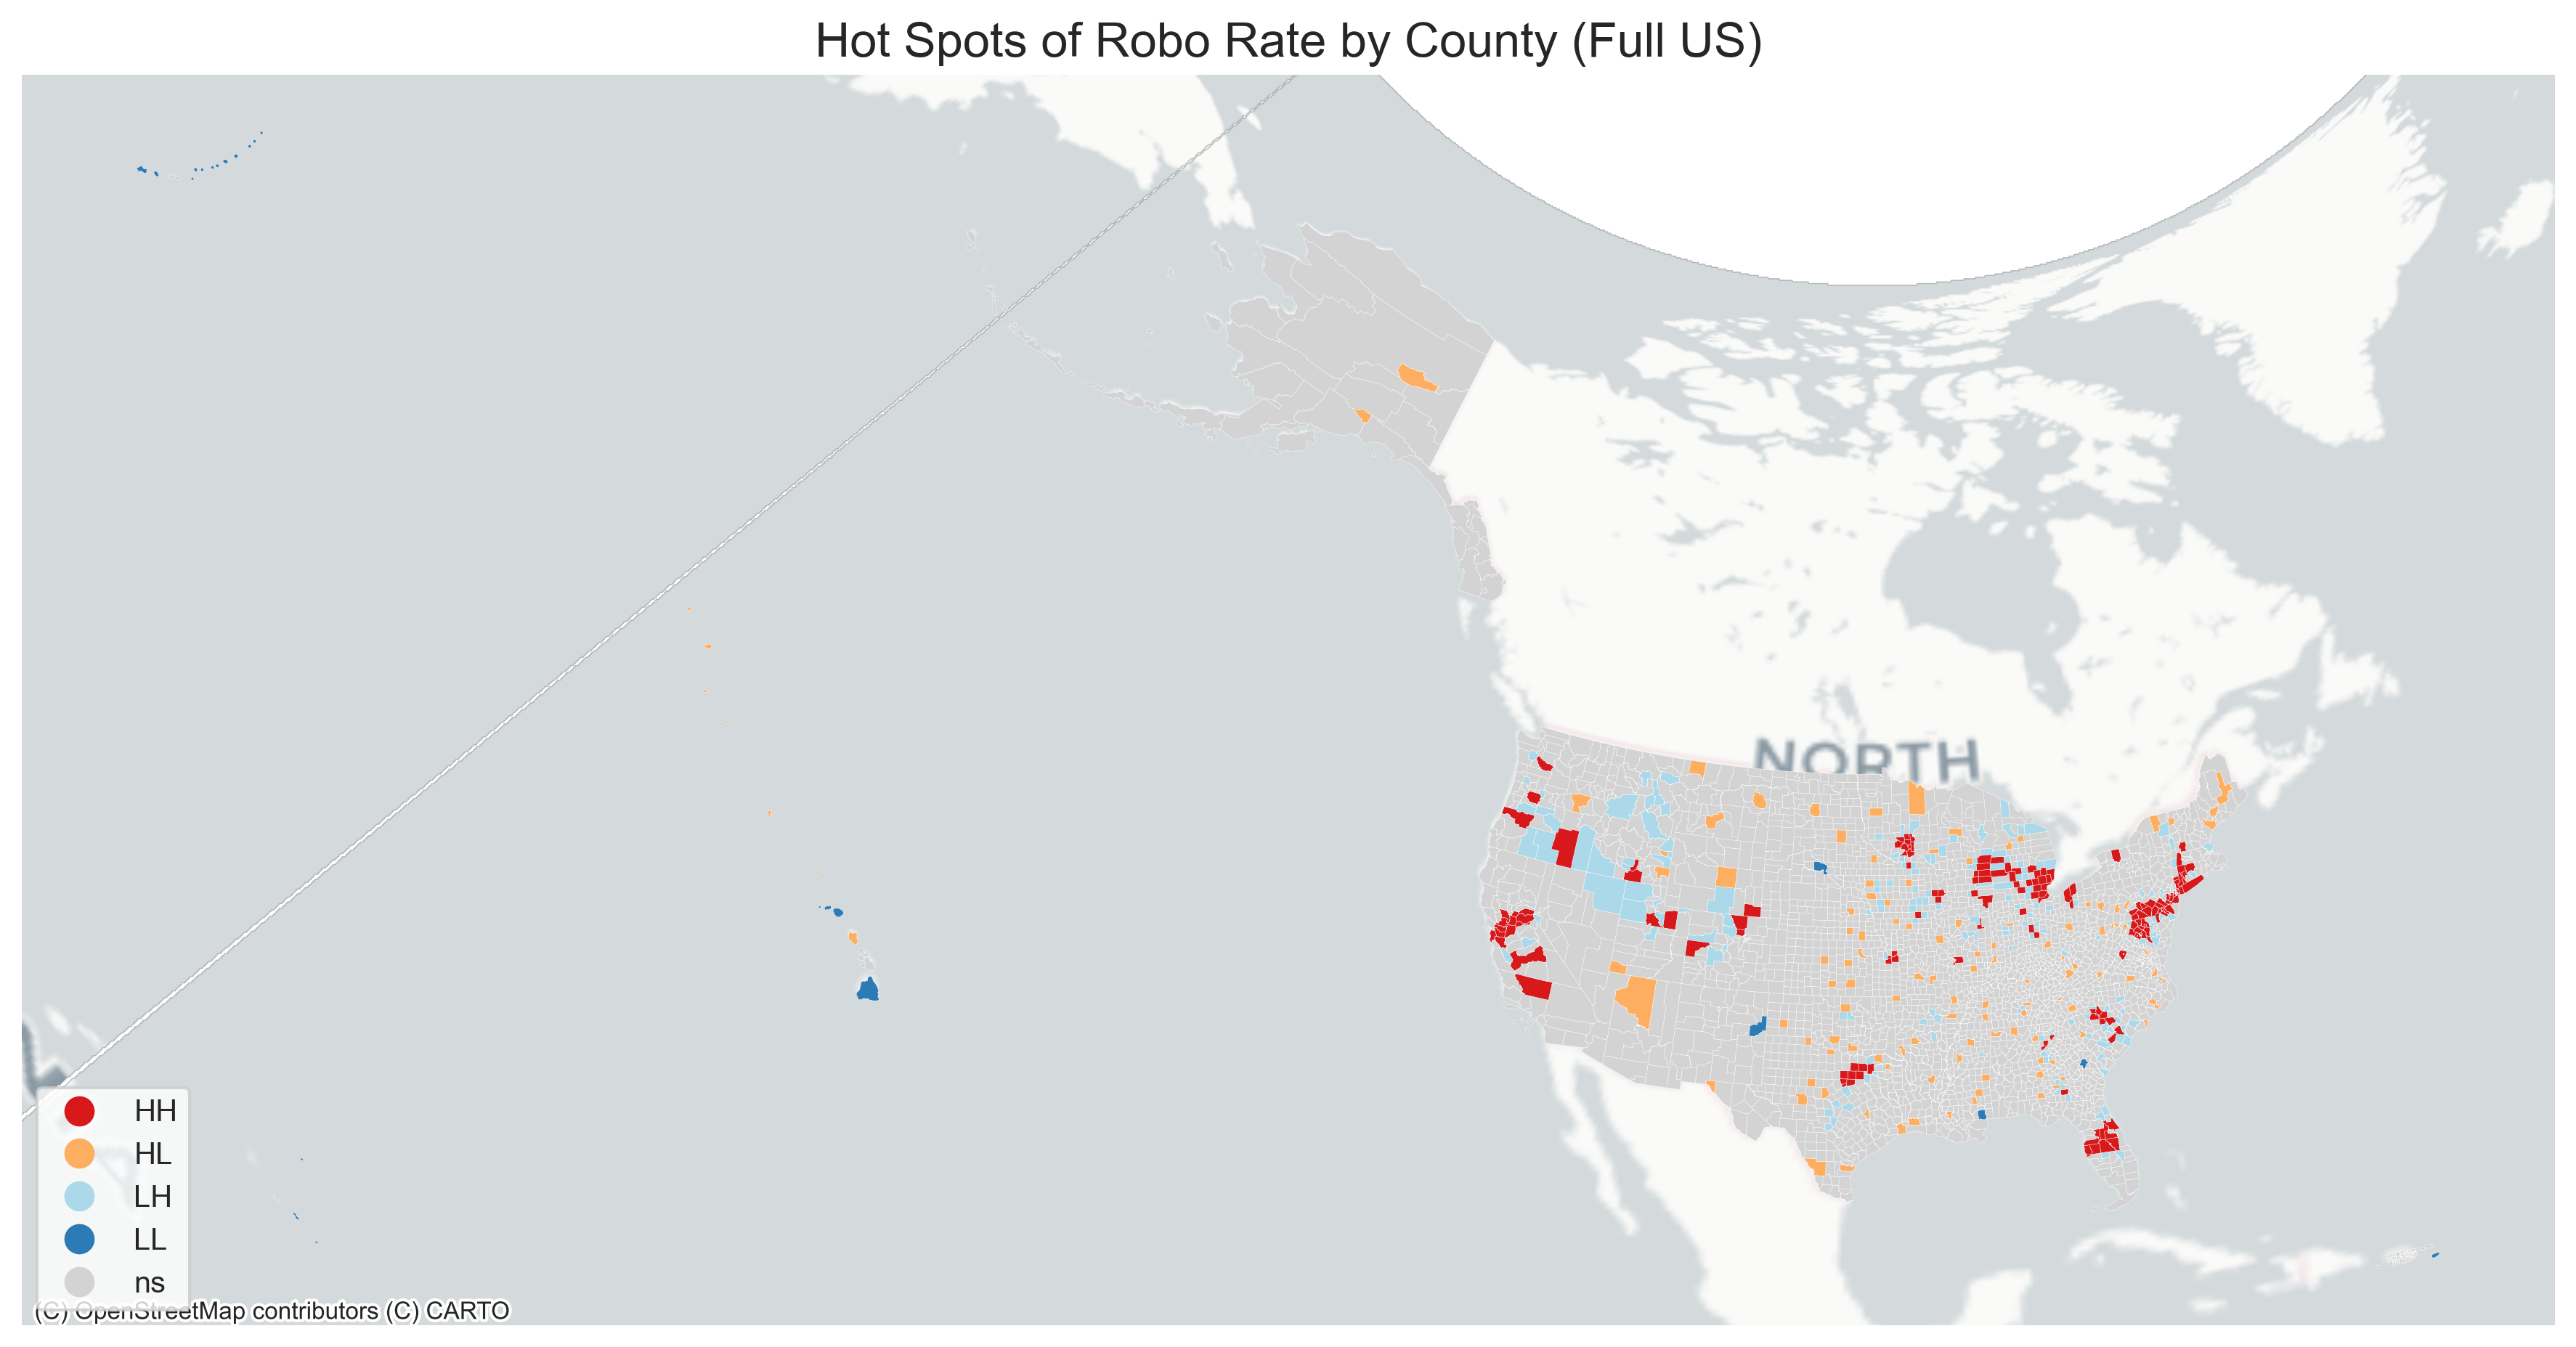 Hot Spots of Robo Rate by County (Full US)
NORTH
HH
HL
LH
LL
ns
(C) OpenStreetMap contributors (C) CARTO